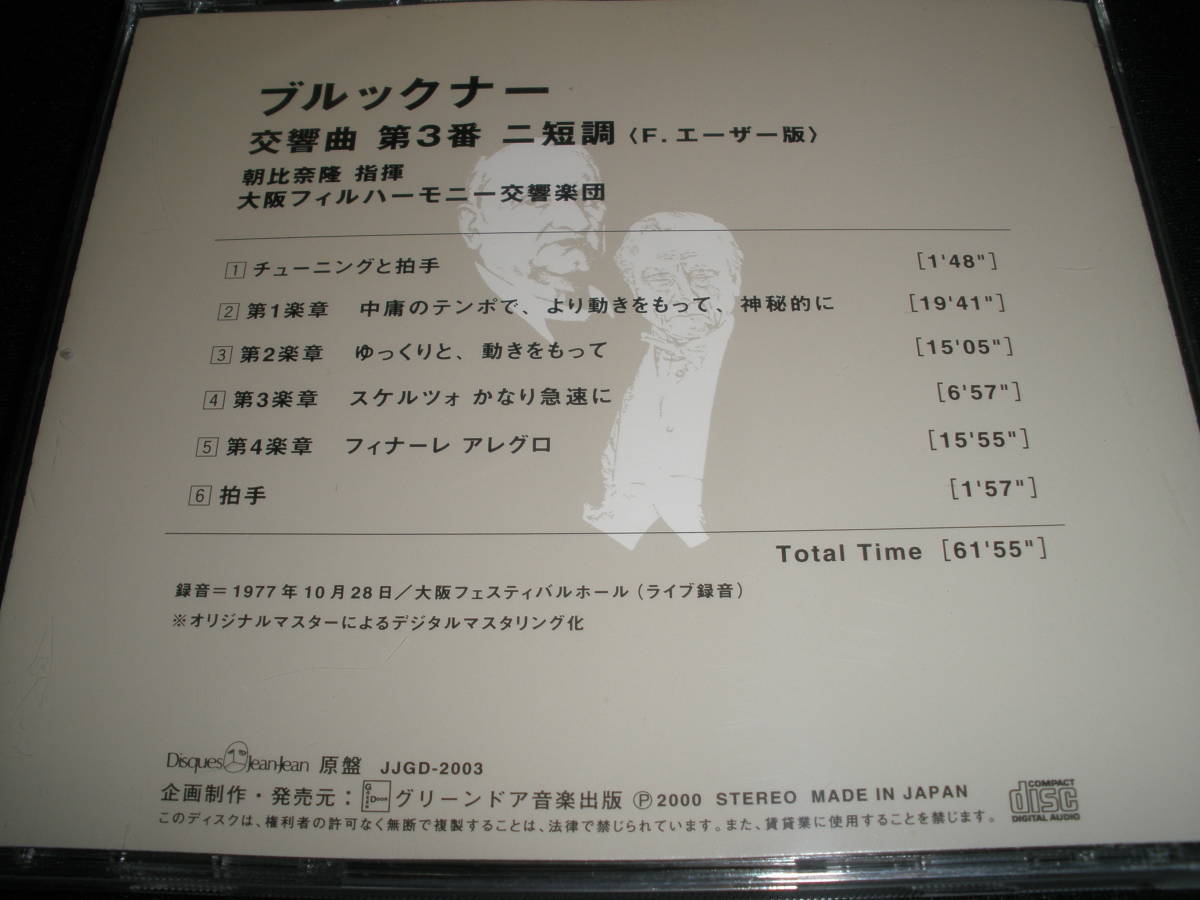 ブルックナー
交響曲 第3番 ニ短調〈F. エーザー版〉
朝比奈隆 指揮
大阪フィルハーモニー交響楽団
1 チューニングと拍手 [1'48"]
2 第1楽章 中庸のテンポで、より動きをもって、神秘的に [19'41"]
3 第2楽章 ゆっくりと、動きをもって [15'05"]
4 第3楽章 スケルツォ かなり急速に [6'57"]
5 第4楽章 フィナーレ アレグロ [15'55"]
6 拍手 [1'57"]
Total Time [61'55"]
録音＝1977年10月28日／大阪フェスティバルホール（ライブ録音）
※オリジナルマスターによるデジタルマスタリング化
Disques JeanJean 原盤 JJGD-2003
企画制作・発売元：GREEN Door グリーンドア音楽出版 ℗2000 STEREO MADE IN JAPAN
COMPACT disc DIGITAL AUDIO
このディスクは、権利者の許可なく無断で複製することは、法律で禁じられています。また、賃貸業に使用することを禁じます。